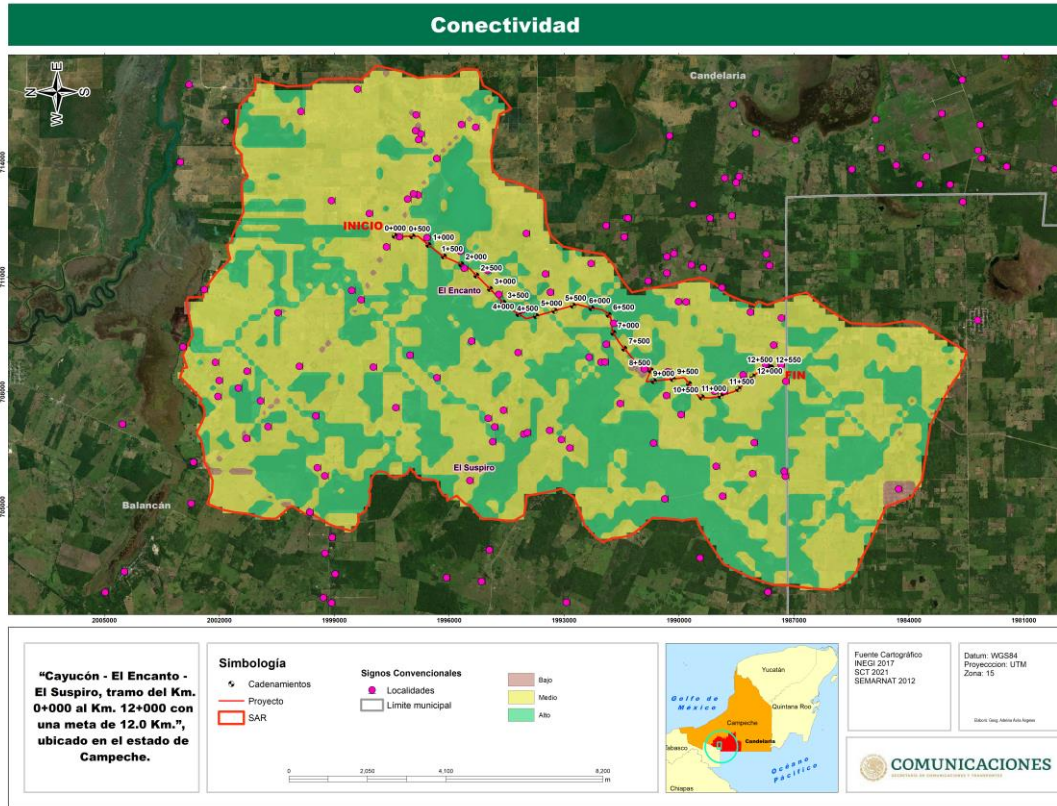 Conectividad
E
N
S
W
Candelaria
714000
711000
708000
705000
INICIO
0+000
0+500
1+000
1+500
2+000
2+500
3+000
El Encanto
3+500
4+000
4+500
5+000
5+500
6+000
6+500
7+000
7+500
8+500
9+000
9+500
10+500
11+000
11+500
12+000
12+500
12+550
FIN
El Suspiro
Balancán
2005000
2002000
1999000
1996000
1993000
1990000
1987000
1984000
1981000
“Cayucón - El Encanto -
El Suspiro, tramo del Km.
0+000 al Km. 12+000 con
una meta de 12.0 Km.”,
ubicado en el estado de
Campeche.
Simbología
Cadenamientos
Proyecto
SAR
Signos Convencionales
Localidades
Límite municipal
Bajo
Medio
Alto
0
2,050
4,100
8,200
m
Golfo de
México
Yucatán
Quintana Roo
Campeche
Candelaria
Tabasco
Chiapas
Océano
Pacífico
Fuente Cartográfico
INEGI 2017
SCT 2021
SEMARNAT 2012
Datum: WGS84
Proyecccion: UTM
Zona: 15
COMUNICACIONES
SECRETARÍA DE COMUNICACIONES Y TRANSPORTES